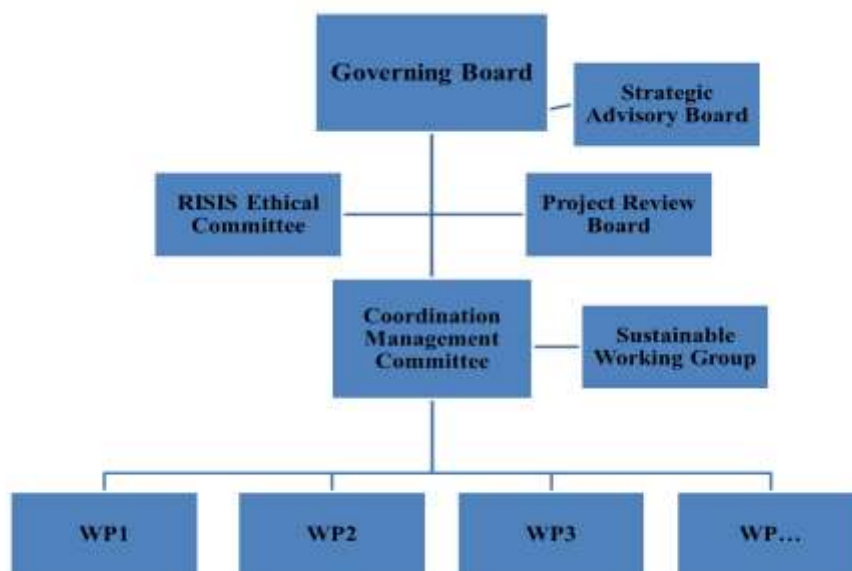 Governing Board
Strategic
Advisory Board
RISIS Ethical
Committee
Project Review
Board
Coordination
Management
Committee
Sustainable
Working Group
WP1
WP2
WP3
WP…